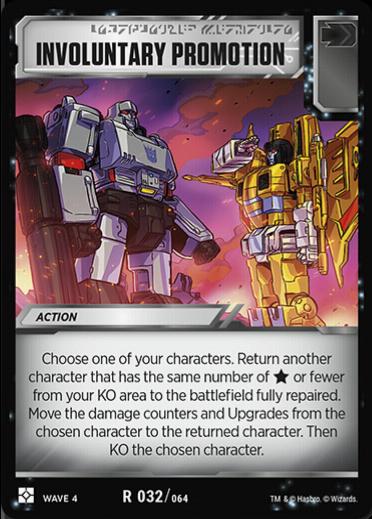 INVOLUNTARY PROMOTION
ACTION
Choose one of your characters. Return another
character that has the same number of ★ or fewer
from your KO area to the battlefield fully repaired.
Move the damage counters and Upgrades from the
chosen character to the returned character. Then
KO the chosen character.
WAVE 4 R 032/064 TM & © Hasbro. © Wizards.